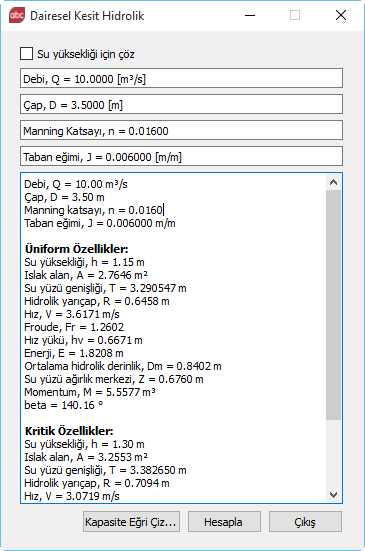 abc Dairesel Kesit Hidrolik
Su yüksekliği için çöz
Debi, Q = 10.0000 [m³/s]
Çap, D = 3.5000 [m]
Manning Katsayı, n = 0.01600
Taban eğimi, J = 0.006000 [m/m]
Debi, Q = 10.00 m³/s
Çap, D = 3.50 m
Manning katsayı, n = 0.0160
Taban eğimi, J = 0.006000 m/m
Üniform Özellikler:
Su yüksekliği, h = 1.15 m
Islak alan, A = 2.7646 m²
Su yüzü genişliği, T = 3.290547 m
Hidrolik yarıçap, R = 0.6458 m
Hız, V = 3.6171 m/s
Froude, Fr = 1.2602
Hız yükü, hv = 0.6671 m
Enerji, E = 1.8208 m
Ortalama hidrolik derinlik, Dm = 0.8402 m
Su yüzü ağırlık merkezi, Z = 0.6760 m
Momentum, M = 5.5577 m³
beta = 140.16 °
Kritik Özellikler:
Su yüksekliği, h = 1.30 m
Islak alan, A = 3.2553 m²
Su yüzü genişliği, T = 3.382650 m
Hidrolik yarıçap, R = 0.7094 m
Hız, V = 3.0719 m/s
Kapasite Eğri Çiz... Hesapla Çıkış